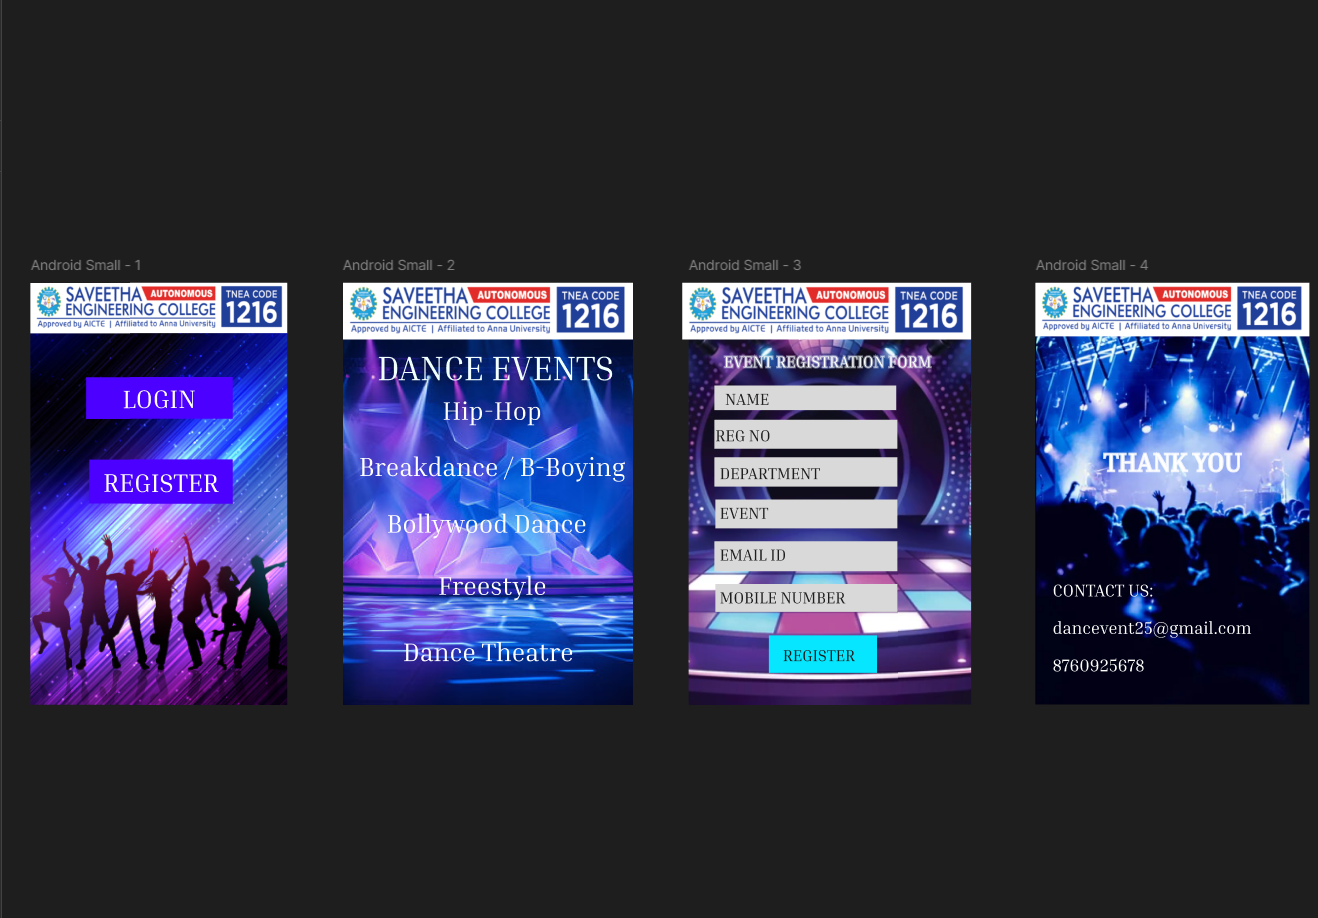 Android Small - 1
SAVEETHA AUTONOMOUS
ENGINEERING COLLEGE
Approved by AICTE | Affiliated to Anna University
TNEA CODE
1216
LOGIN
REGISTER
Android Small - 2
SAVEETHA AUTONOMOUS
ENGINEERING COLLEGE
Approved by AICTE | Affiliated to Anna University
TNEA CODE
1216
DANCE EVENTS
Hip-Hop
Breakdance / B-Boying
Bollywood Dance
Freestyle
Dance Theatre
Android Small - 3
SAVEETHA AUTONOMOUS
ENGINEERING COLLEGE
Approved by AICTE | Affiliated to Anna University
TNEA CODE
1216
EVENT REGISTRATION FORM
NAME
REG NO
DEPARTMENT
EVENT
EMAIL ID
MOBILE NUMBER
REGISTER
Android Small - 4
SAVEETHA AUTONOMOUS
ENGINEERING COLLEGE
Approved by AICTE | Affiliated to Anna University
TNEA CODE
1216
THANK YOU
CONTACT US:
dancevent25@gmail.com
8760925678